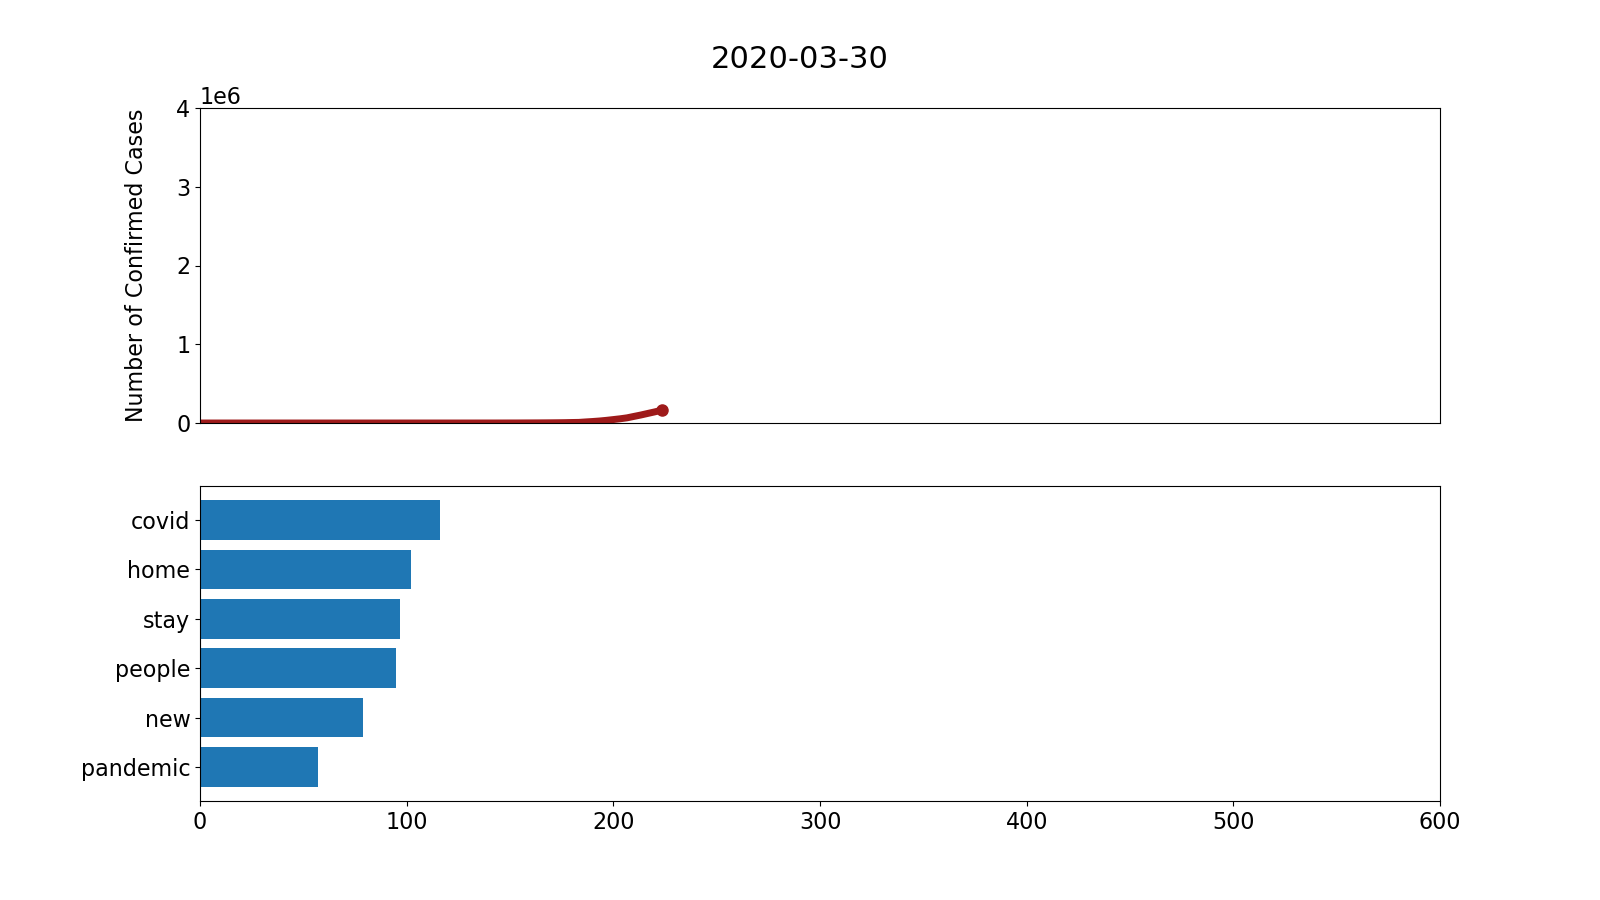 2020-03-30
1e6
4
3
2
1
0
Number of Confirmed Cases
covid
home
stay
people
new
pandemic
0 100 200 300 400 500 600